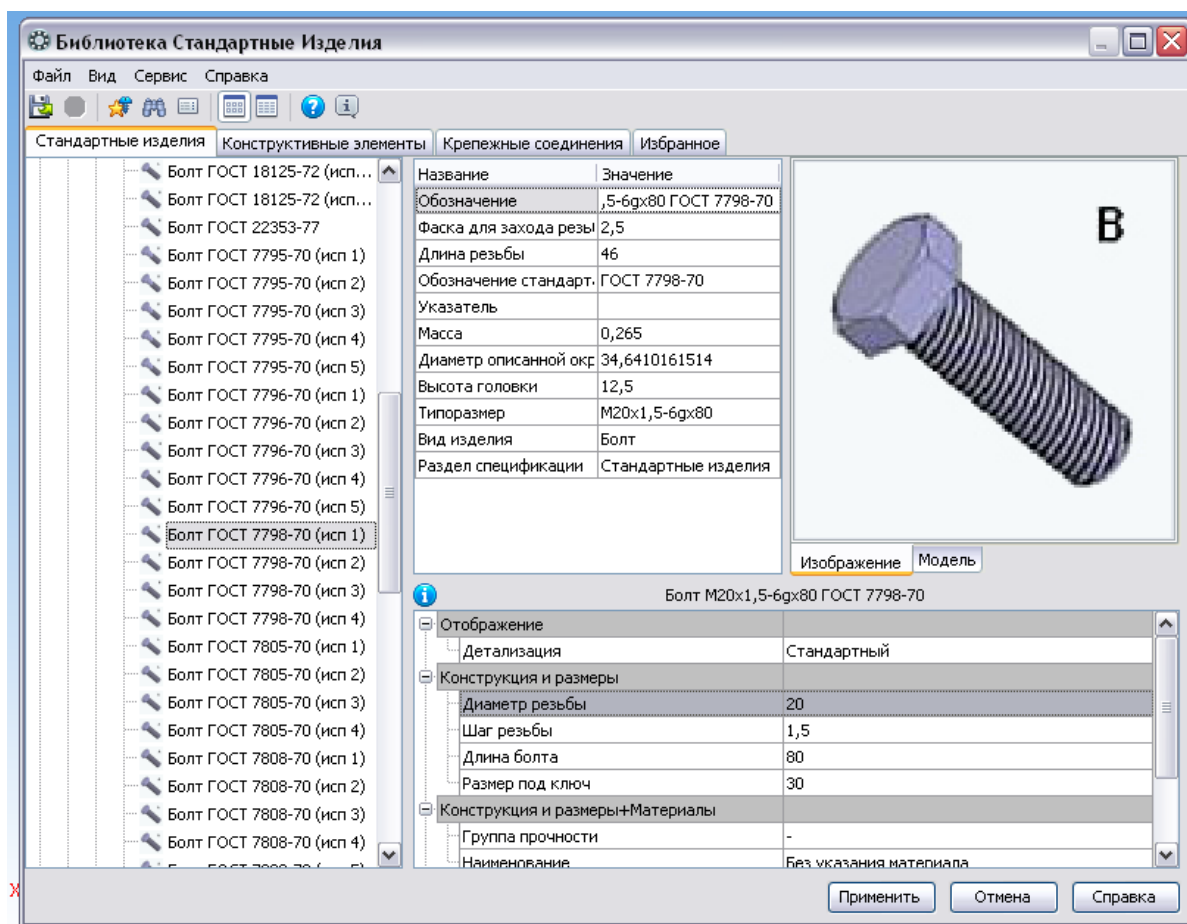 Библиотека Стандартные Изделия
Файл Вид Сервис Справка
Стандартные изделия Конструктивные элементы Крепежные соединения Избранное
Болт ГОСТ 18125-72 (исп...
Болт ГОСТ 18125-72 (исп...
Болт ГОСТ 22353-77
Болт ГОСТ 7795-70 (исп 1)
Болт ГОСТ 7795-70 (исп 2)
Болт ГОСТ 7795-70 (исп 3)
Болт ГОСТ 7795-70 (исп 4)
Болт ГОСТ 7795-70 (исп 5)
Болт ГОСТ 7796-70 (исп 1)
Болт ГОСТ 7796-70 (исп 2)
Болт ГОСТ 7796-70 (исп 3)
Болт ГОСТ 7796-70 (исп 4)
Болт ГОСТ 7796-70 (исп 5)
Болт ГОСТ 7798-70 (исп 1)
Болт ГОСТ 7798-70 (исп 2)
Болт ГОСТ 7798-70 (исп 3)
Болт ГОСТ 7798-70 (исп 4)
Болт ГОСТ 7805-70 (исп 1)
Болт ГОСТ 7805-70 (исп 2)
Болт ГОСТ 7805-70 (исп 3)
Болт ГОСТ 7805-70 (исп 4)
Болт ГОСТ 7808-70 (исп 1)
Болт ГОСТ 7808-70 (исп 2)
Болт ГОСТ 7808-70 (исп 3)
Болт ГОСТ 7808-70 (исп 4)
Название Значение
Обозначение ,5-6gx80 ГОСТ 7798-70
Фаска для захода резы 2,5
Длина резьбы 46
Обозначение стандарт. ГОСТ 7798-70
Указатель
Масса 0,265
Диаметр описанной окр 34,6410161514
Высота головки 12,5
Типоразмер M20x1,5-6gx80
Вид изделия Болт
Раздел спецификации Стандартные изделия
В
Изображение Модель
Болт M20x1,5-6gx80 ГОСТ 7798-70
Отображение
Детализация Стандартный
Конструкция и размеры
Диаметр резьбы 20
Шаг резьбы 1,5
Длина болта 80
Размер под ключ 30
Конструкция и размеры+Материалы
Группа прочности -
Наименование Без указания материала
X
Применить Отмена Справка